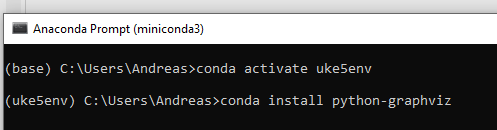 Anaconda Prompt (miniconda3)
(base) C:\Users\Andreas>conda activate uke5env
(uke5env) C:\Users\Andreas>conda install python-graphviz